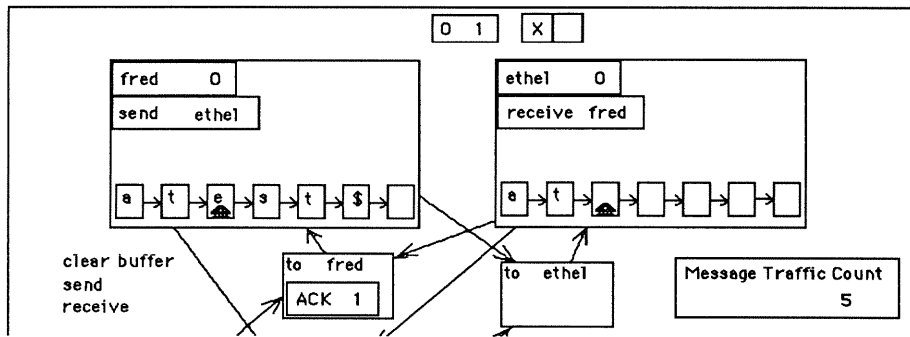 0 1 X
fred 0
send ethel
a t e s t $
ethel 0
receive fred
a t
clear buffer
send
receive
to fred
ACK 1
to ethel
Message Traffic Count
5